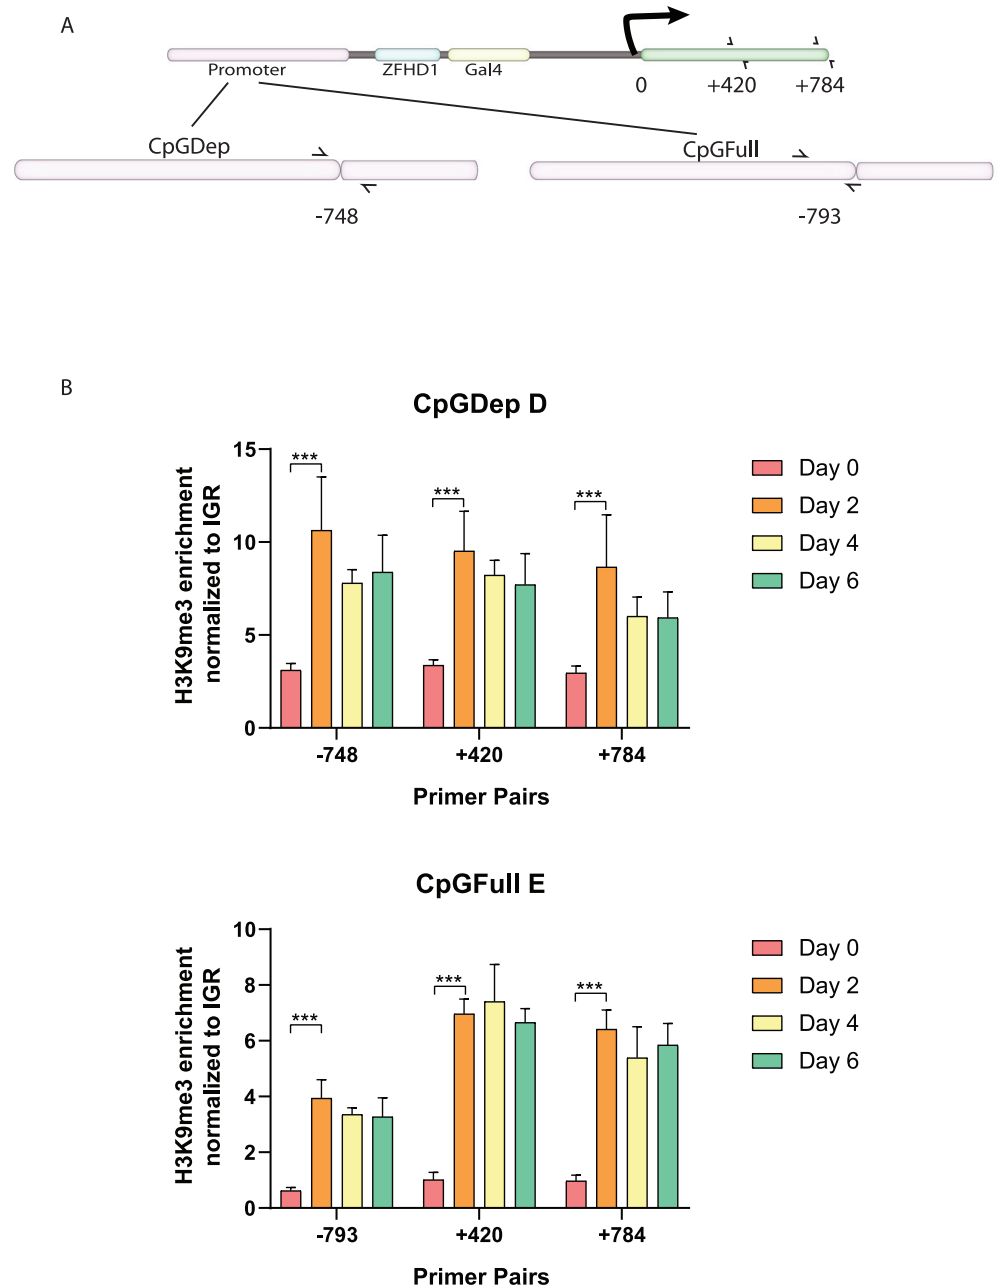 A
Promoter
ZFHD1
Gal4
0
+420
+784
CpGDep
CpGFull
-748
-793
B
CpGDep D
H3K9me3 enrichment
normalized to IGR
15
10
5
0
***
***
***
-748
+420
+784
Primer Pairs
Day 0
Day 2
Day 4
Day 6
CpGFull E
H3K9me3 enrichment
normalized to IGR
10
8
6
4
2
0
***
***
***
-793
+420
+784
Primer Pairs
Day 0
Day 2
Day 4
Day 6